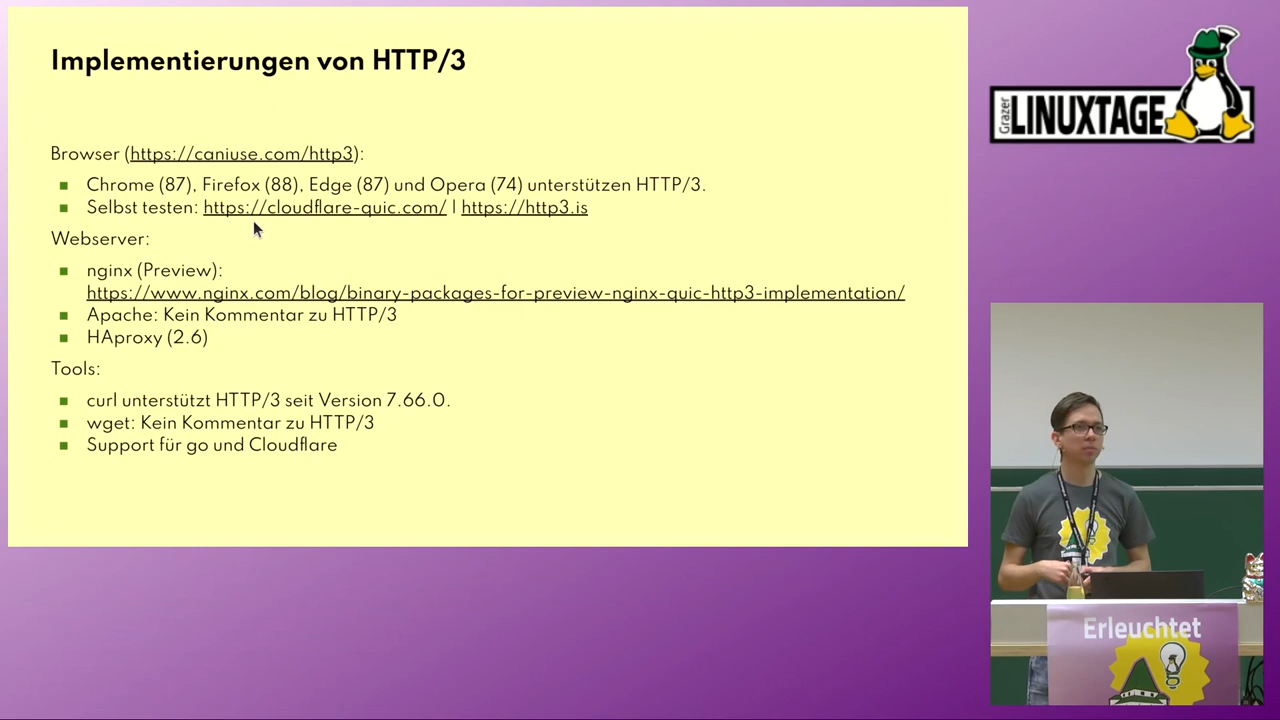 Implementierungen von HTTP/3
Browser (https://caniuse.com/http3):
Chrome (87), Firefox (88), Edge (87) und Opera (74) unterstützen HTTP/3.
Selbst testen: https://cloudflare-quic.com/ | https://http3.is
Webserver:
nginx (Preview):
https://www.nginx.com/blog/binary-packages-for-preview-nginx-quic-http3-implementation/
Apache: Kein Kommentar zu HTTP/3
HAproxy (2.6)
Tools:
curl unterstützt HTTP/3 seit Version 7.66.0.
wget: Kein Kommentar zu HTTP/3
Support für go und Cloudflare
Grazer
LINUXTAGE
Erleuchtet